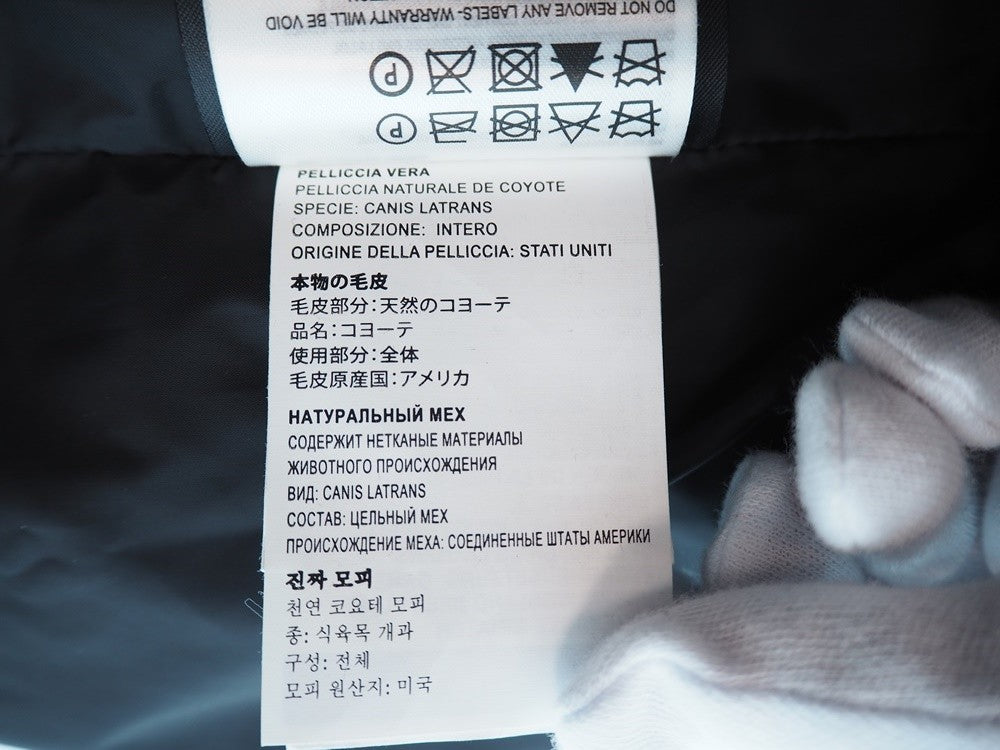 DO NOT REMOVE ANY LABELS- WARRANTY WILL BE VOID
P
P
PELLICCIA VERA
PELLICCIA NATURALE DE COYOTE
SPECIE: CANIS LATRANS
COMPOSIZIONE: INTERO
ORIGINE DELLA PELLICCIA: STATI UNITI
本物の毛皮
毛皮部分：天然のコヨーテ
品名：コヨーテ
使用部分：全体
毛皮原産国：アメリカ
НАТУРАЛЬНЫЙ МЕХ
СОДЕРЖИТ НЕТКАНЫЕ МАТЕРИАЛЫ
ЖИВОТНОГО ПРОИСХОЖДЕНИЯ
ВИД: CANIS LATRANS
СОСТАВ: ЦЕЛЬНЫЙ МЕХ
ПРОИСХОЖДЕНИЕ МЕХА: СОЕДИНЕННЫЕ ШТАТЫ АМЕРИКИ
진짜 모피
천연 코요테 모피
종: 식육목 개과
구성: 전체
모피 원산지: 미국